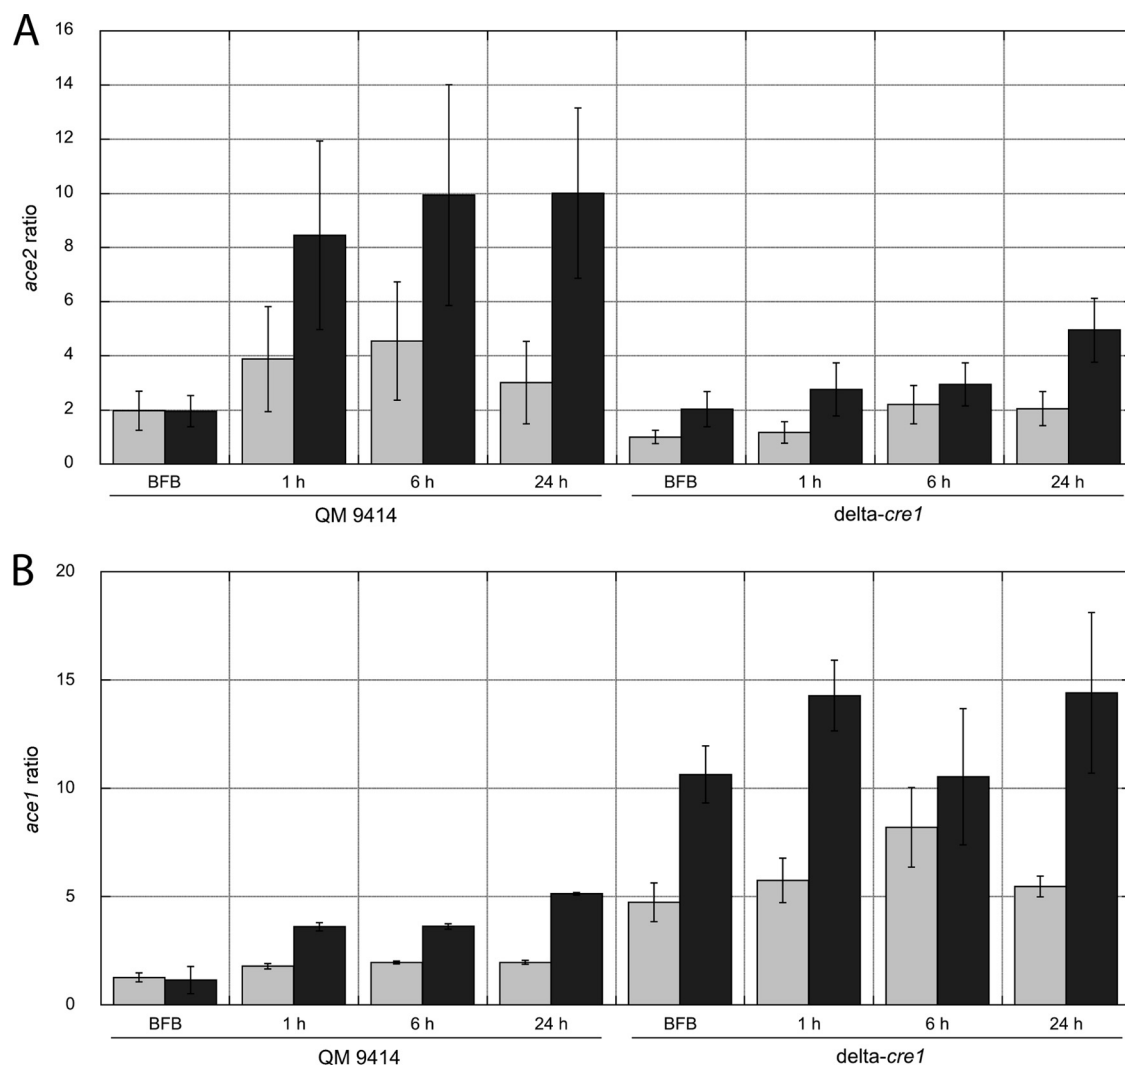 A
16
14
12
10
8
6
4
2
0
ace2 ratio
BFB 1 h 6 h 24 h BFB 1 h 6 h 24 h
QM 9414 delta-cre1
B
20
15
10
5
0
ace1 ratio
BFB 1 h 6 h 24 h BFB 1 h 6 h 24 h
QM 9414 delta-cre1